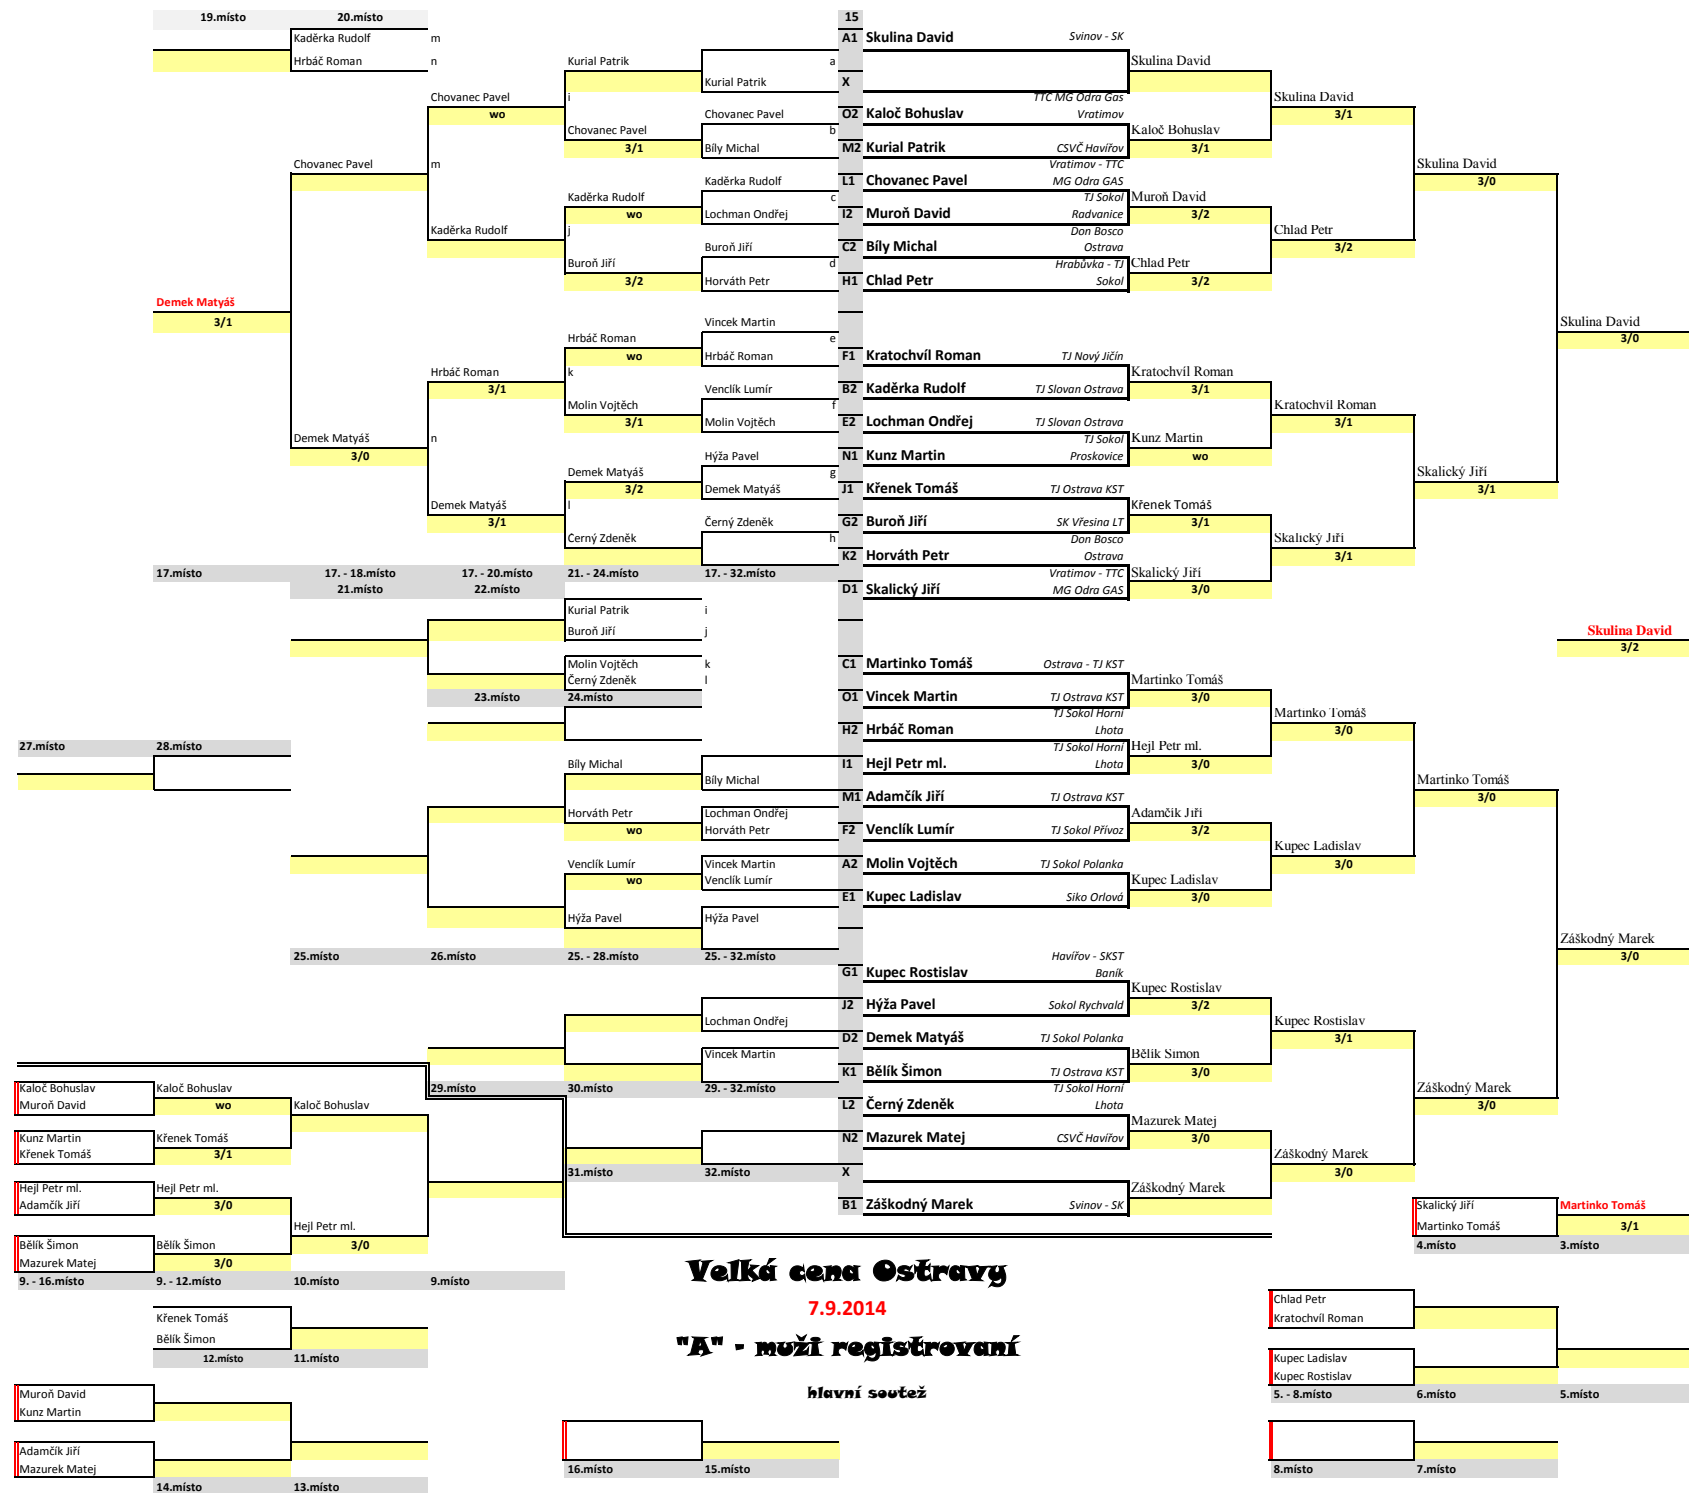 19.místo 20.místo 15
Kaděrka Rudolf m A1 Skulina David Svinov - SK
Hrbáč Roman n Kurial Patrik a Skulina David
Kurial Patrik X
Chovanec Pavel i TTC MG Odra Gas Skulina David
wo Chovanec Pavel O2 Kaloč Bohuslav Vratimov 3/1
Chovanec Pavel b Kaloč Bohuslav
3/1 Bíly Michal M2 Kurial Patrik CSVČ Havířov 3/1
Chovanec Pavel m Vratimov - TTC Skulina David
Kaděrka Rudolf L1 Chovanec Pavel MG Odra GAS 3/0
Kaděrka Rudolf c TJ Sokol Muroň David
wo Lochman Ondřej I2 Muroň David Radvanice 3/2
Kaděrka Rudolf j Don Bosco Chlad Petr
Buroň Jiří C2 Bíly Michal Ostrava 3/2
Buroň Jiří d Hrabůvka - TJ Chlad Petr
3/2 Horváth Petr H1 Chlad Petr Sokol 3/2
Demek Matyáš
3/1 Vincek Martin Skulina David
Hrbáč Roman e 3/0
wo Hrbáč Roman F1 Kratochvíl Roman TJ Nový Jičín
Hrbáč Roman k Kratochvíl Roman
3/1 Venclík Lumír B2 Kaděrka Rudolf TJ Slovan Ostrava 3/1
Molin Vojtěch f Kratochvíl Roman
3/1 Molin Vojtěch E2 Lochman Ondřej TJ Slovan Ostrava 3/1
Demek Matyáš n TJ Sokol Kunz Martin
3/0 Hýža Pavel N1 Kunz Martin Proskovice wo
Demek Matyáš g Skalický Jiří
3/2 Demek Matyáš J1 Křenek Tomáš TJ Ostrava KST 3/1
Demek Matyáš l Křenek Tomáš
3/1 Černý Zdeněk G2 Buroň Jiří SK Vřesina LT 3/1
Černý Zdeněk h Don Bosco Skalický Jiří
K2 Horváth Petr Ostrava 3/1
17.místo 17. - 18.místo 17. - 20.místo 21. - 24.místo 17. - 32.místo Vratimov - TTC Skalický Jiří
21.místo 22.místo D1 Skalický Jiří MG Odra GAS 3/0
Kurial Patrik i
Buroň Jiří j Skulina David
3/2
Molin Vojtěch k C1 Martinko Tomáš Ostrava - TJ KST
Černý Zdeněk l Martinko Tomáš
23.místo 24.místo O1 Vincek Martin TJ Ostrava KST 3/0
TJ Sokol Horní Martinko Tomáš
H2 Hrbáč Roman Lhota 3/0
27.místo 28.místo TJ Sokol Horní Hejl Petr ml.
Bíly Michal I1 Hejl Petr ml. Lhota 3/0
Bíly Michal Martinko Tomáš
M1 Adamčík Jiří TJ Ostrava KST 3/0
Horváth Petr Lochman Ondřej Adamčik Jiří
wo Horváth Petr F2 Venclík Lumír TJ Sokol Přívoz 3/2
Kupec Ladislav
Venclík Lumír Vincek Martin A2 Molin Vojtěch TJ Sokol Polanka 3/0
wo Venclík Lumír Kupec Ladislav
E1 Kupec Ladislav Siko Orlová 3/0
Hýža Pavel Hýža Pavel
Záškodný Marek
25.místo 26.místo 25. - 28.místo 25. - 32.místo Havířov - SKST 3/0
G1 Kupec Rostislav Baník
Kupec Rostislav
J2 Hýža Pavel Sokol Rychvald 3/2
Lochman Ondřej Kupec Rostislav
D2 Demek Matyáš TJ Sokol Polanka 3/1
Vincek Martin Bělík Šimon
K1 Bělík Šimon TJ Ostrava KST 3/0
Kaloč Bohuslav Kaloč Bohuslav 29.místo 30.místo 29. - 32.místo TJ Sokol Horní Záškodný Marek
Muroň David wo Kaloč Bohuslav L2 Černý Zdeněk Lhota 3/0
Mazurek Matej
Kunz Martin Křenek Tomáš N2 Mazurek Matej CSVČ Havířov 3/0
Křenek Tomáš 3/1 Záškodný Marek
31.místo 32.místo X 3/0
Hejl Petr ml. Hejl Petr ml. Záškodný Marek
Adamčík Jiří 3/0 B1 Záškodný Marek Svinov - SK Skalický Jiří Martinko Tomáš
Hejl Petr ml. Martinko Tomáš 3/1
Bělík Šimon Bělík Šimon 3/0 4.místo 3.místo
Mazurek Matej 3/0
9. - 16.místo 9. - 12.místo 10.místo 9.místo
Velká cena Ostravy
7.9.2014
Chlad Petr
Křenek Tomáš Kratochvíl Roman
Bělík Šimon
"A" - muži registrovaní
12.místo 11.místo Kupec Ladislav
Kupec Rostislav
Muroň David hlavní soutež 5. - 8.místo 6.místo 5.místo
Kunz Martin
Adamčík Jiří
Mazurek Matej 16.místo 15.místo 8.místo 7.místo
14.místo 13.místo